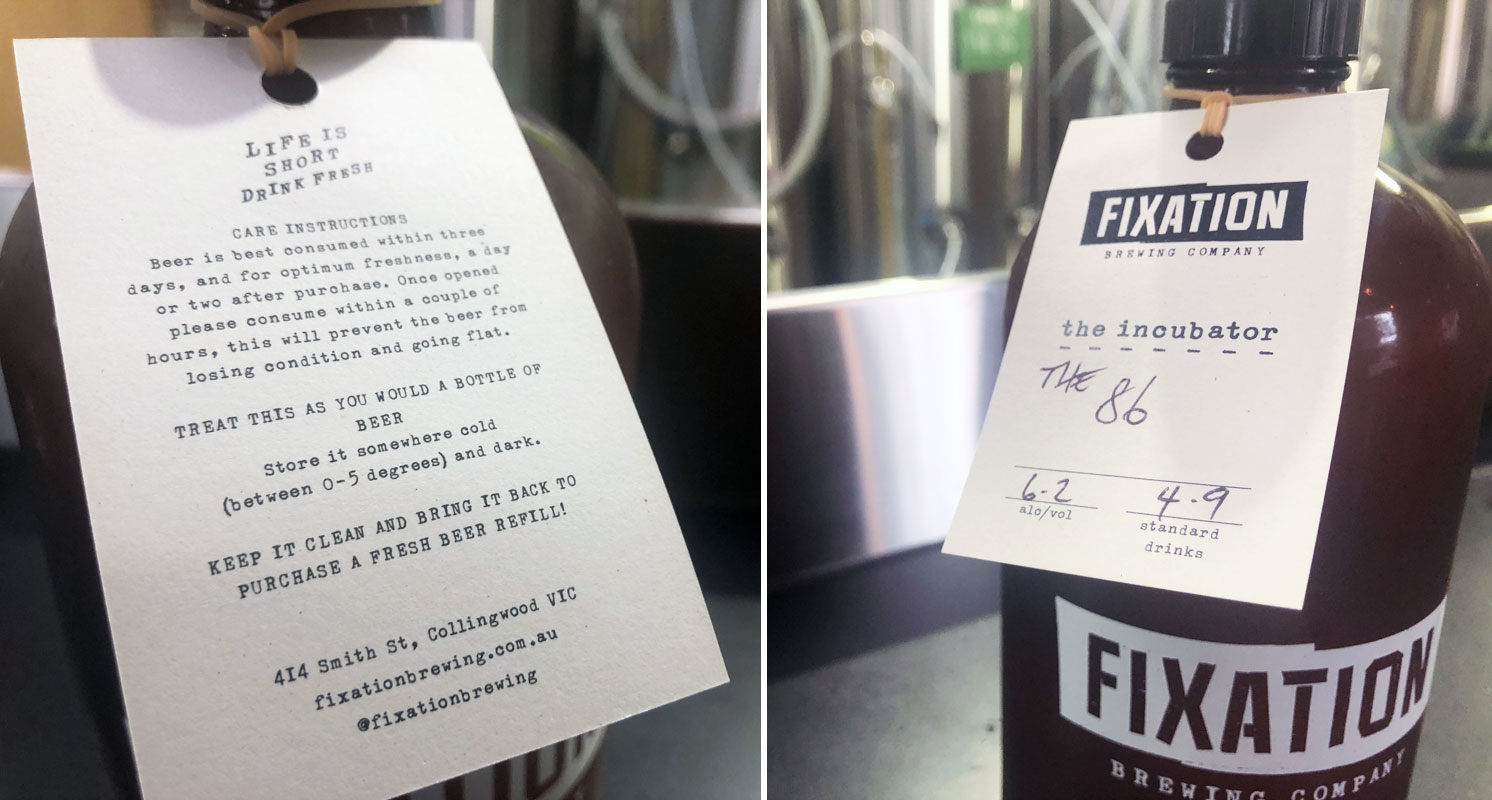 LIFE IS
SHORT
DRINK FRESH
CARE INSTRUCTIONS
Beer is best consumed within three
days, and for optimum freshness, a day
or two after purchase. Once opened
please consume within a couple of
hours, this will prevent the beer from
losing condition and going flat.
TREAT THIS AS YOU WOULD A BOTTLE OF
BEER
Store it somewhere cold
(between 0-5 degrees) and dark.
KEEP IT CLEAN AND BRING IT BACK TO
PURCHASE A FRESH BEER REFILL!
414 Smith St, Collingwood VIC
fixationbrewing.com.au
@fixationbrewing
FIXATION
BREWING COMPANY
the incubator
THE 86
6.2
alc/vol
4.9
standard
drinks
FIXATION
BREWING COMPANY